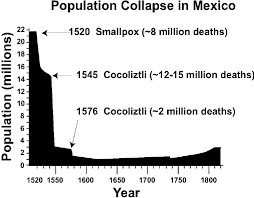 Population Collapse in Mexico
22
20
18
16
14
12
10
8
6
4
2
0
Population (millions)
1520 Smallpox (~8 million deaths)
1545 Cocoliztli (~12-15 million deaths)
1576 Cocoliztli (~2 million deaths)
1520 1550 1600 1650 1700 1750 1800
Year